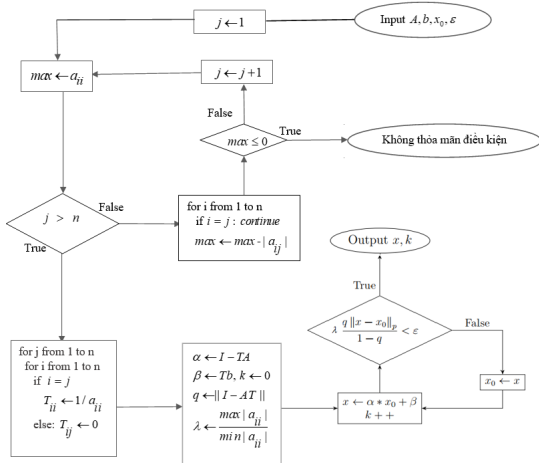 Input A, b, x₀, ε
j ← 1
max ← a_ii
j ← j+1
False
max ≤ 0
True
Không thỏa mãn điều kiện
j > n
False
True
for i from 1 to n
if i = j : continue
max ← max - | a_ij |
Output x, k
True
λ q ‖x − x₀‖_p / 1 − q < ε
False
x₀ ← x
for j from 1 to n
for i from 1 to n
if i = j
T_ii ← 1/ a_ii
else: T_ij ← 0
α ← I − TA
β ← Tb, k ← 0
q ← || I − AT ||
λ ← max | a_ii | / min | a_ii |
x ← α * x₀ + β
k + +